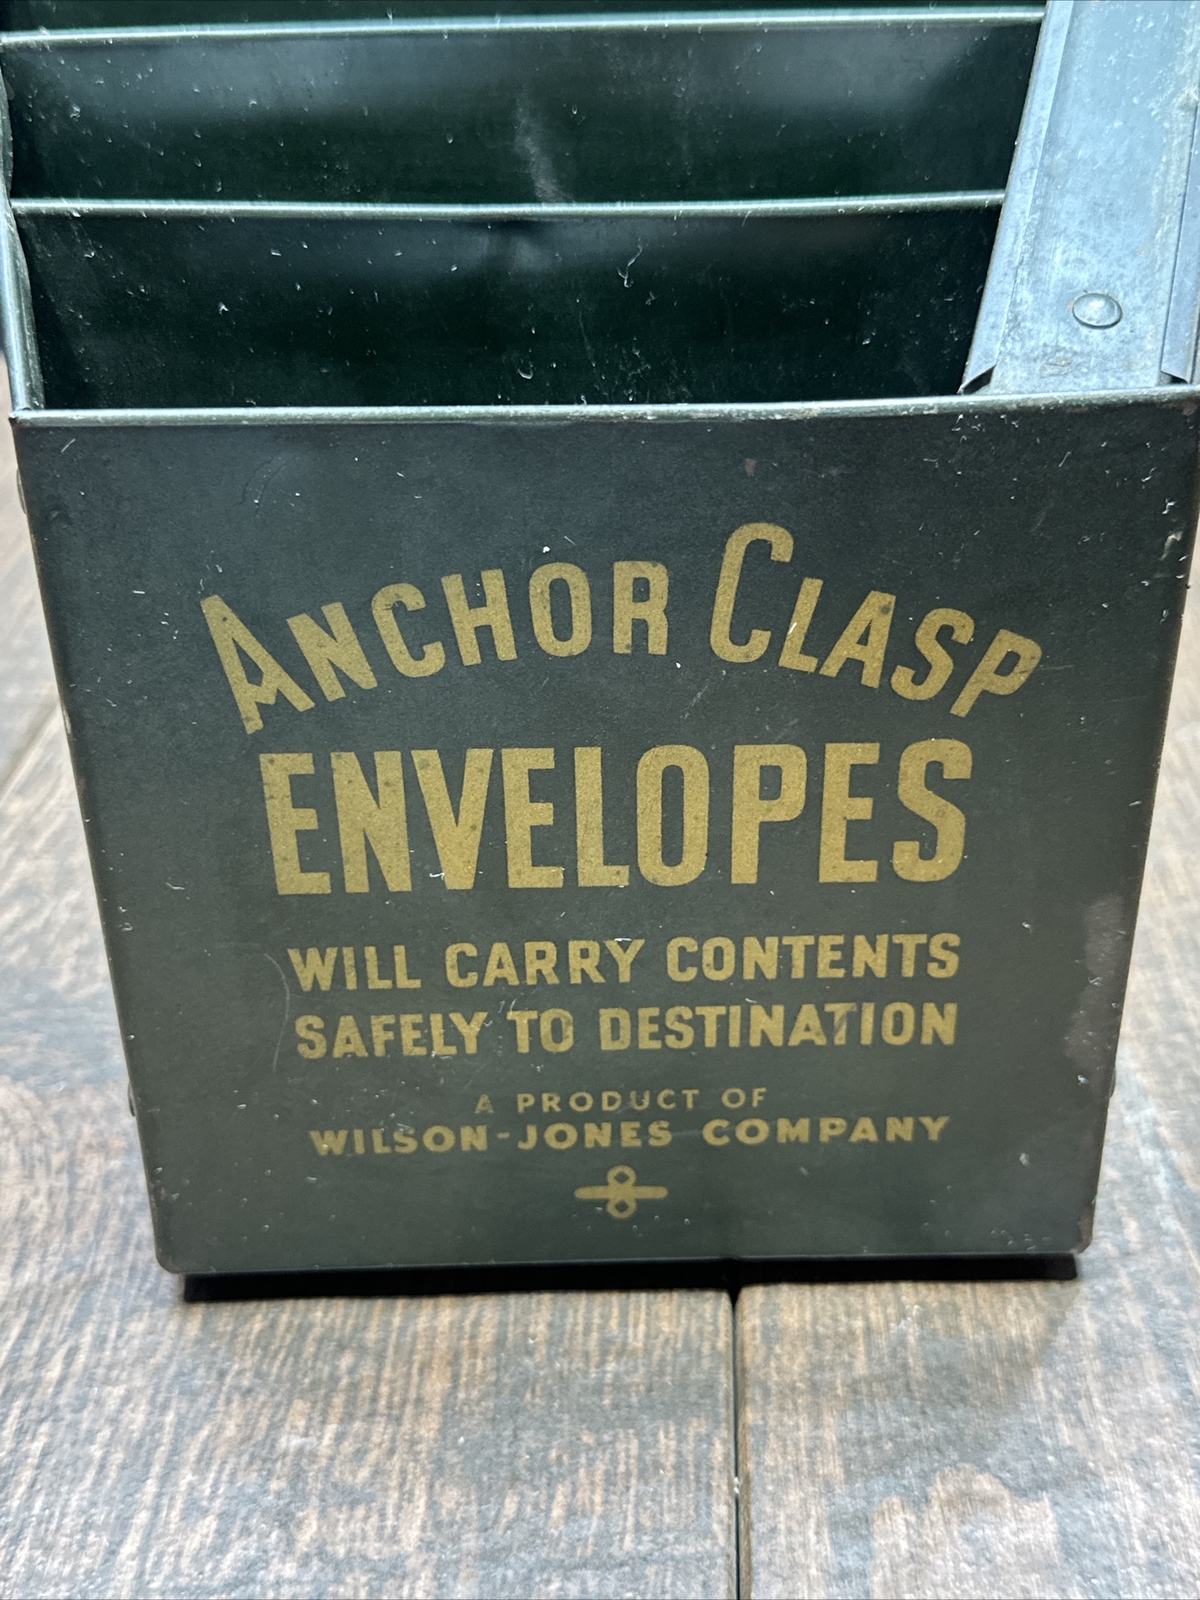 ANCHOR CLASP
ENVELOPES
WILL CARRY CONTENTS
SAFELY TO DESTINATION
A PRODUCT OF
WILSON-JONES COMPANY